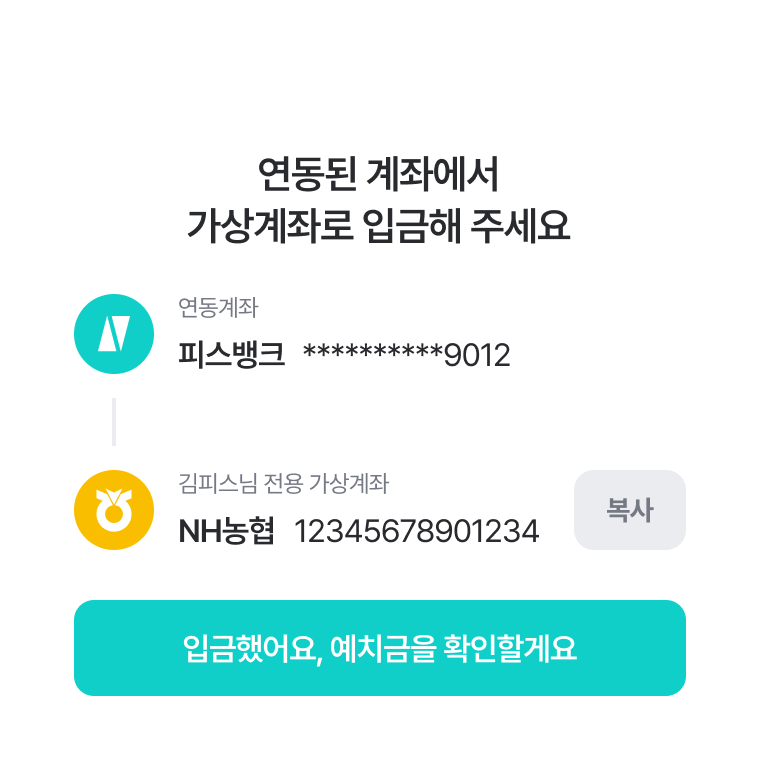 연동된 계좌에서
가상계좌로 입금해 주세요
연동계좌
피스뱅크 **********9012
김피스님 전용 가상계좌
NH농협 12345678901234
복사
입금했어요, 예치금을 확인할게요